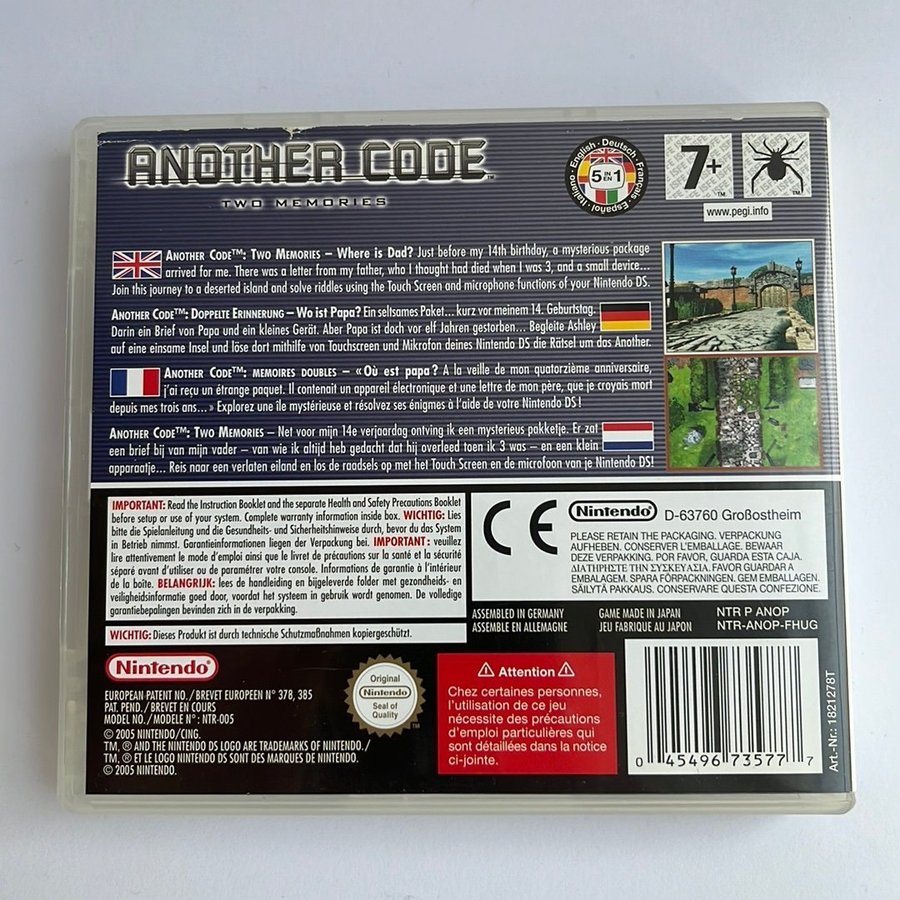 ANOTHER CODE™
TWO MEMORIES
English • Deutsch • Français Español • Italiano •
5 IN EN 1
7+
www.pegi.info
ANOTHER CODE™: TWO MEMORIES – Where is Dad? Just before my 14th birthday, a mysterious package
arrived for me. There was a letter from my father, who I thought had died when I was 3, and a small device...
Join this journey to a deserted island and solve riddles using the Touch Screen and microphone functions of your Nintendo DS.
ANOTHER CODE™: DOPPELTE ERINNERUNG – Wo ist Papa? Ein seltsames Paket... kurz vor meinem 14. Geburtstag.
Darin ein Brief von Papa und ein kleines Gerät. Aber Papa ist doch vor elf Jahren gestorben... Begleite Ashley
auf eine einsame Insel und löse dort mithilfe von Touchscreen und Mikrofon deines Nintendo DS die Rätsel um das Another.
ANOTHER CODE™: MEMOIRES DOUBLES – « Où est papa ? A la veille de mon quatorzième anniversaire,
j'ai reçu un étrange paquet. Il contenait un appareil électronique et une lettre de mon père, que je croyais mort
depuis mes trois ans... » Explorez une île mystérieuse et résolvez ses énigmes à l'aide de votre Nintendo DS !
ANOTHER CODE™: TWO MEMORIES – Net voor mijn 14e verjaardag ontving ik een mysterieus pakketje. Er zat
een brief bij van mijn vader – van wie ik altijd heb gedacht dat hij overleed toen ik 3 was – en een klein
apparaatje... Reis naar een verlaten eiland en los de raadsels op met het Touch Screen en de microfoon van je Nintendo DS!
IMPORTANT: Read the Instruction Booklet and the separate Health and Safety Precautions Booklet
before setup or use of your system. Complete warranty information inside box. WICHTIG: Lies
bitte die Spielanleitung und die Gesundheits- und Sicherheitshinweise durch, bevor du das System
in Betrieb nimmst. Garantieinformationen liegen der Verpackung bei. IMPORTANT : veuillez
lire attentivement le mode d'emploi ainsi que le livret de précautions sur la santé et la sécurité
séparé avant d'utiliser ou de paramétrer votre console. Informations de garantie à l'intérieur
de la boîte. BELANGRIJK: lees de handleiding en bijgeleverde folder met gezondheids- en
veiligheidsinformatie goed door, voordat het systeem in gebruik wordt genomen. De volledige
garantiebepalingen bevinden zich in de verpakking.
WICHTIG: Dieses Produkt ist durch technische Schutzmaßnahmen kopiergeschützt.
CE
Nintendo® D-63760 Großostheim
PLEASE RETAIN THE PACKAGING. VERPACKUNG
AUFHEBEN. CONSERVER L'EMBALLAGE. BEWAAR
DEZE VERPAKKING. POR FAVOR, GUARDA ESTA CAJA.
ΔΙΑΤΗΡΗΣΤΕ ΤΗΝ ΣΥΣΚΕΥΑΣΙΑ. FAVOR GUARDAR A
EMBALAGEM. SPARA FÖRPACKNINGEN. GEM EMBALLAGEN.
SÄILYTÄ PAKKAUS. CONSERVARE QUESTA CONFEZIONE.
ASSEMBLED IN GERMANY
ASSEMBLE EN ALLEMAGNE
GAME MADE IN JAPAN
JEU FABRIQUE AU JAPON
NTR P ANOP
NTR-ANOP-FHUG
Nintendo®
EUROPEAN PATENT NO./ BREVET EUROPEEN N° 378, 385
PAT. PEND./ BREVET EN COURS
MODEL NO./ MODÈLE N°: NTR-005
© 2005 NINTENDO/CING.
TM, ® AND THE NINTENDO DS LOGO ARE TRADEMARKS OF NINTENDO./
TM, ® ET LE LOGO NINTENDO DS SONT DES MARQUES DE NINTENDO.
© 2005 NINTENDO.
Original
Nintendo®
Seal of
Quality
TM
⚠ Attention ⚠
Chez certaines personnes,
l'utilisation de ce jeu
nécessite des précautions
d'emploi particulières qui
sont détaillées dans la notice
ci-jointe.
0 45496 73577 7
Art.-Nr.: 1821278T